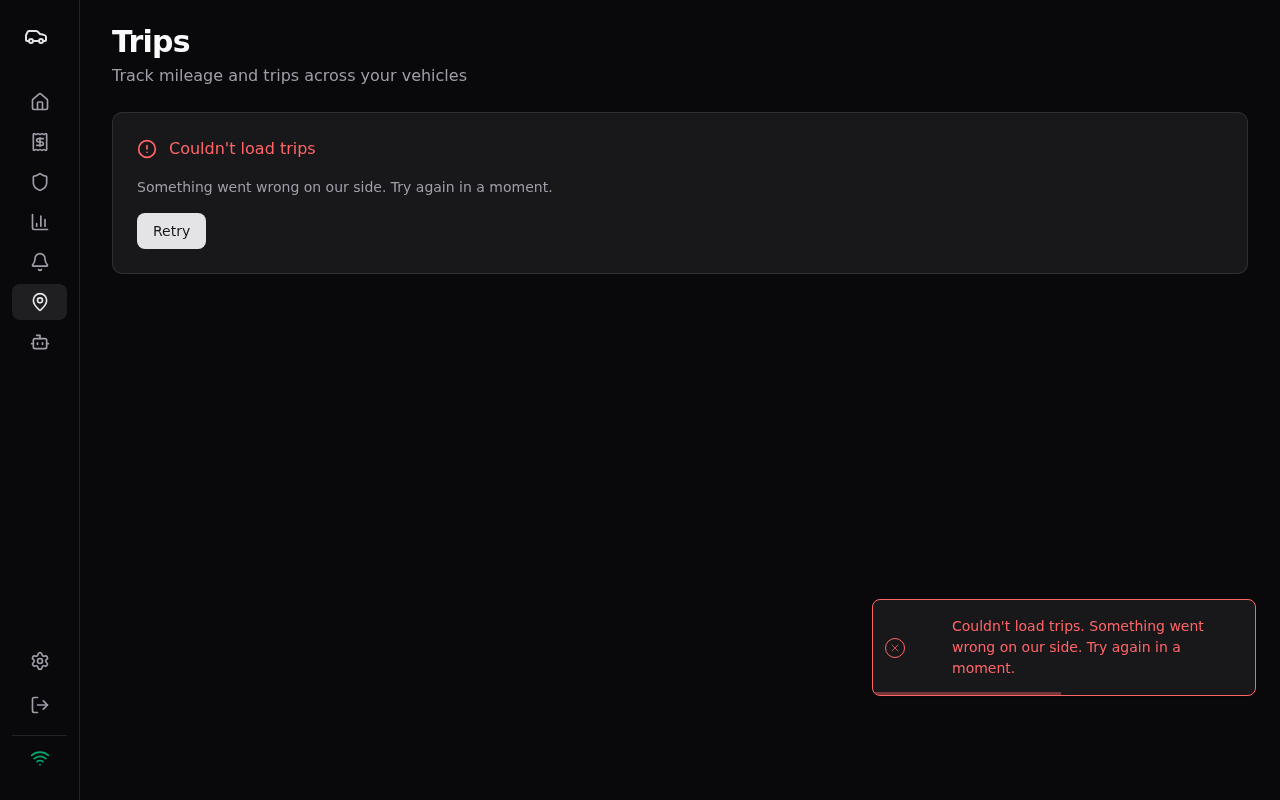 Trips
Track mileage and trips across your vehicles
Couldn't load trips
Something went wrong on our side. Try again in a moment.
Retry
Couldn't load trips. Something went
wrong on our side. Try again in a
moment.